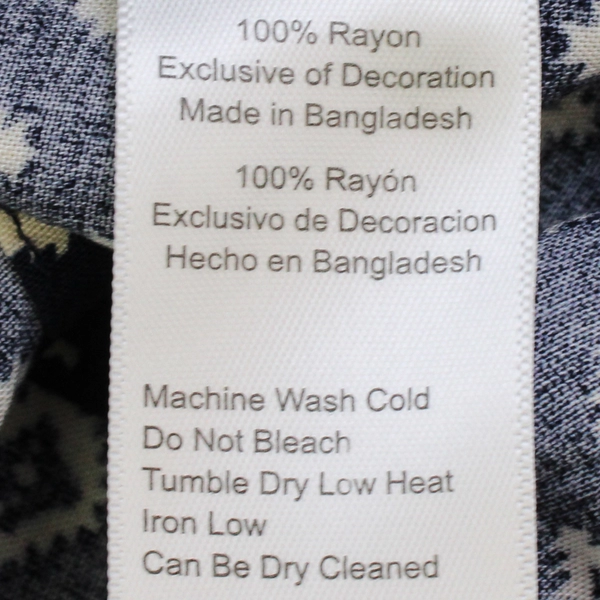 100% Rayon
Exclusive of Decoration
Made in Bangladesh
100% Rayón
Exclusivo de Decoracion
Hecho en Bangladesh
Machine Wash Cold
Do Not Bleach
Tumble Dry Low Heat
Iron Low
Can Be Dry Cleaned